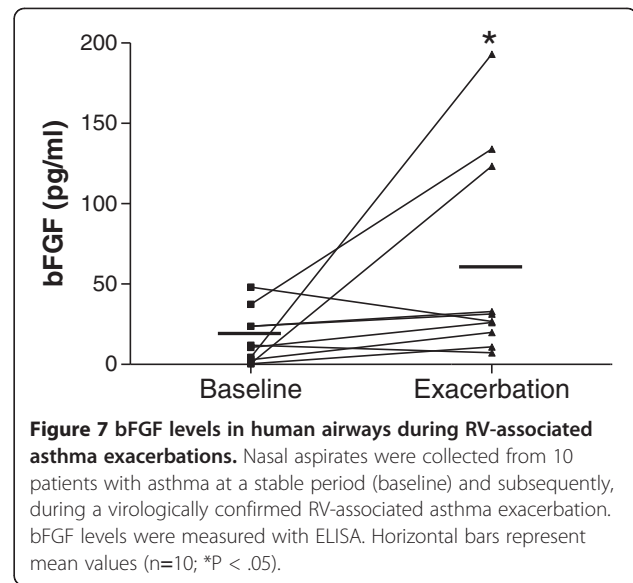 200
*
150
100
50
0
bFGF (pg/ml)
Baseline Exacerbation
Figure 7 bFGF levels in human airways during RV-associated
asthma exacerbations. Nasal aspirates were collected from 10
patients with asthma at a stable period (baseline) and subsequently,
during a virologically confirmed RV-associated asthma exacerbation.
bFGF levels were measured with ELISA. Horizontal bars represent
mean values (n=10; *P < .05).